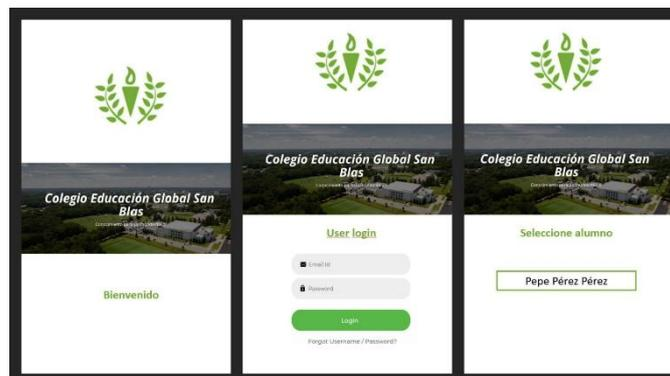 Colegio Educación Global San
Blas
Bienvenido
Colegio Educación Global San
Blas
User login
Email Id
Password
Login
Forgot Username / Password?
Colegio Educación Global San
Blas
Seleccione alumno
Pepe Pérez Pérez